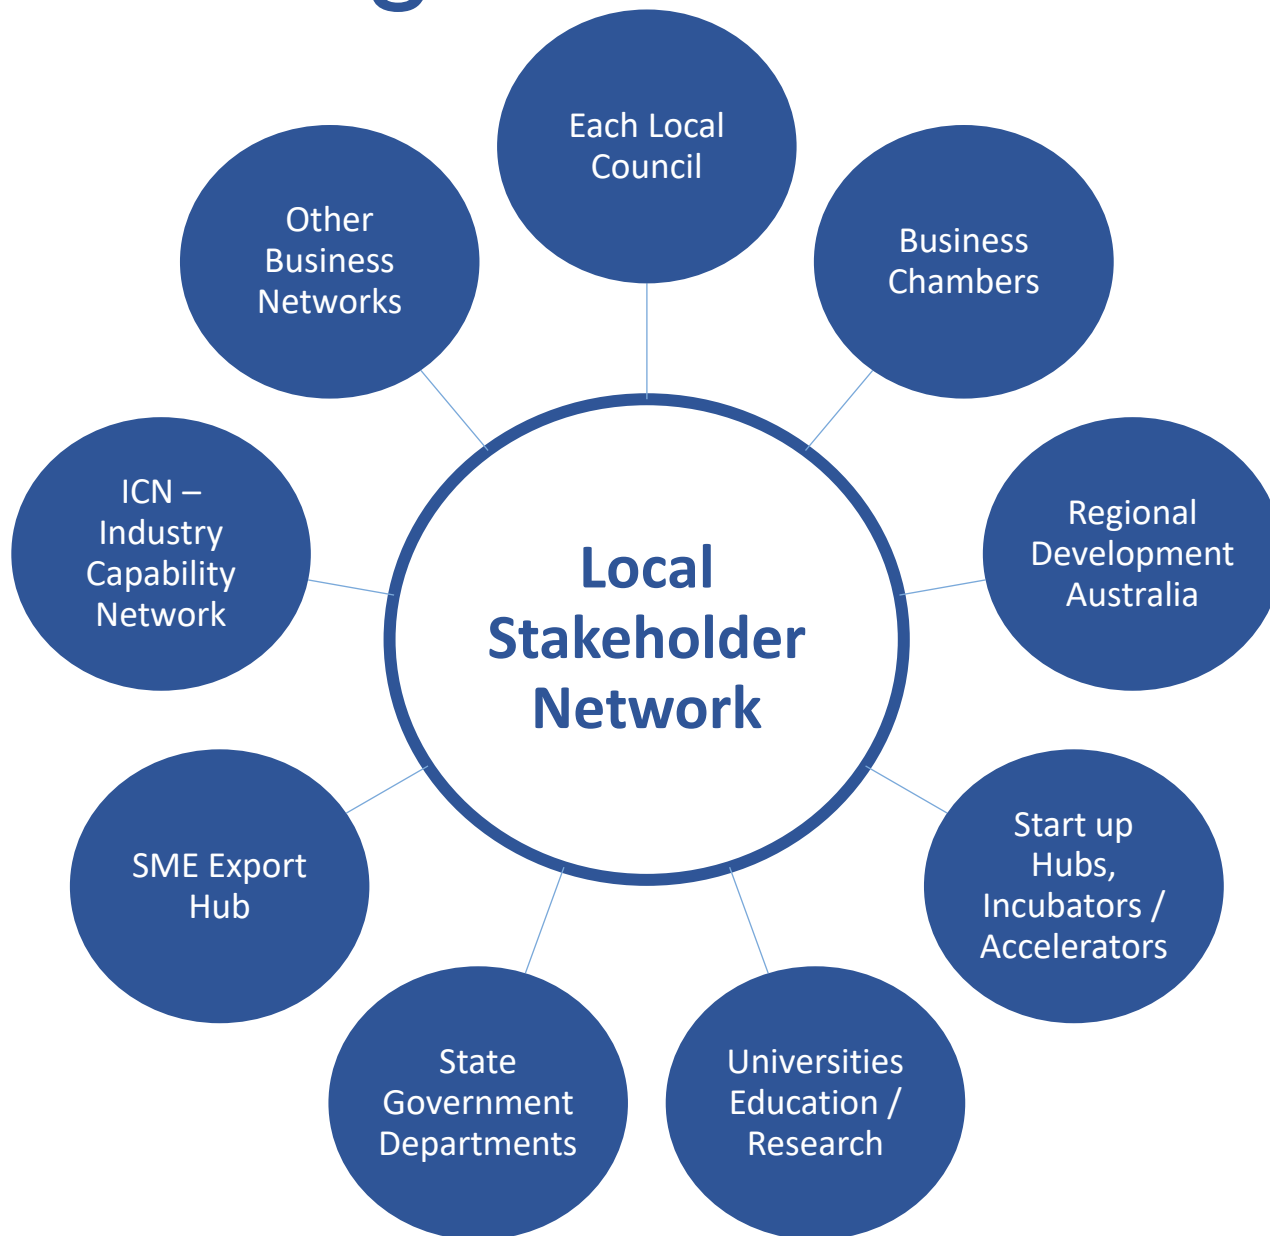 Each Local
Council
Business
Chambers
Regional
Development
Australia
Start up
Hubs,
Incubators /
Accelerators
Universities
Education /
Research
State
Government
Departments
SME Export
Hub
ICN –
Industry
Capability
Network
Other
Business
Networks
Local
Stakeholder
Network